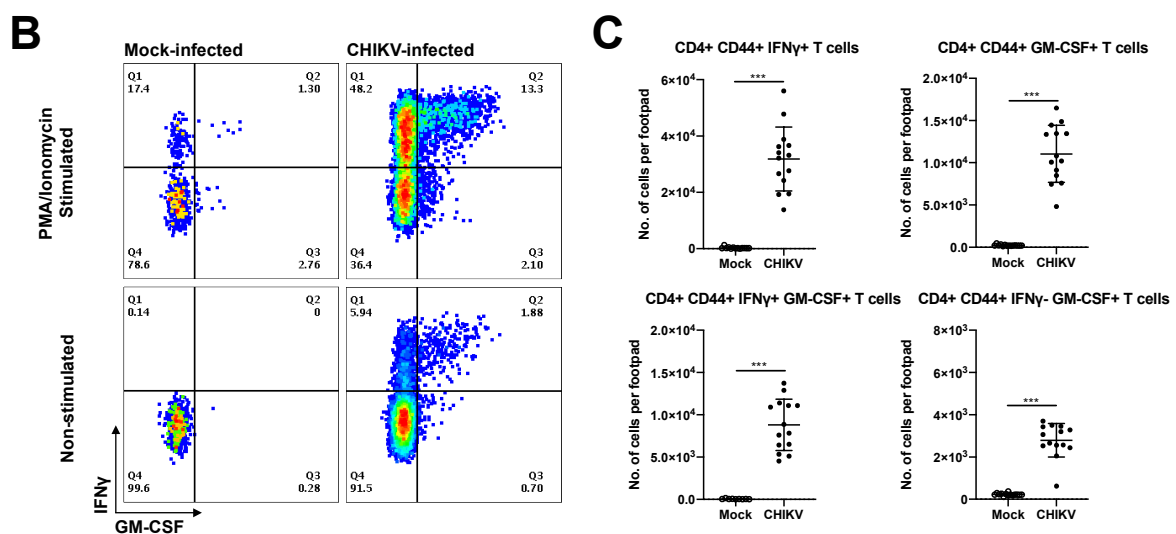 B
Mock-infected
CHIKV-infected
PMA/Ionomycin
Stimulated
Q1
17.4
Q2
1.30
Q4
78.6
Q3
2.76
Q1
48.2
Q2
13.3
Q4
36.4
Q3
2.10
Non-stimulated
Q1
0.14
Q2
0
Q4
99.6
Q3
0.28
Q1
5.94
Q2
1.88
Q4
91.5
Q3
0.70
IFNγ
GM-CSF
C
CD4+ CD44+ IFNγ+ T cells
No. of cells per footpad
6×10⁴
4×10⁴
2×10⁴
0
***
Mock
CHIKV
CD4+ CD44+ GM-CSF+ T cells
No. of cells per footpad
2.0×10⁴
1.5×10⁴
1.0×10⁴
5.0×10³
0.0
***
Mock
CHIKV
CD4+ CD44+ IFNγ+ GM-CSF+ T cells
No. of cells per footpad
2.0×10⁴
1.5×10⁴
1.0×10⁴
5.0×10³
0.0
***
Mock
CHIKV
CD4+ CD44+ IFNγ- GM-CSF+ T cells
No. of cells per footpad
8×10³
6×10³
4×10³
2×10³
0
***
Mock
CHIKV